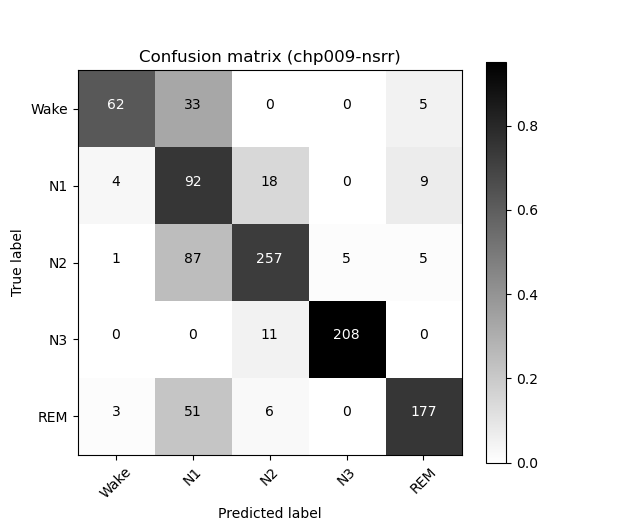 Confusion matrix (chp009-nsrr)
True label
Wake 62 33 0 0 5
N1 4 92 18 0 9
N2 1 87 257 5 5
N3 0 0 11 208 0
REM 3 51 6 0 177
Wake N1 N2 N3 REM
Predicted label
0.8
0.6
0.4
0.2
0.0